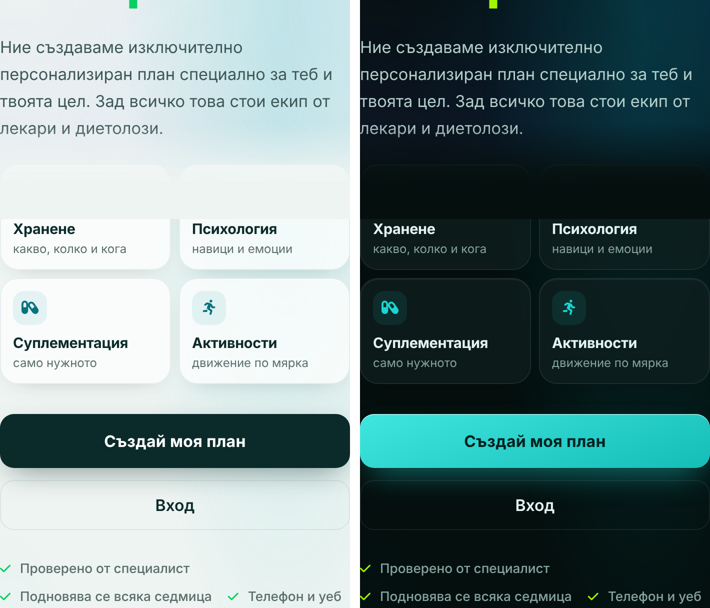 Ние създаваме изключително
персонализиран план специално за теб и
твоята цел. Зад всичко това стои екип от
лекари и диетолози.
Хранене
какво, колко и кога
Психология
навици и емоции
Суплементация
само нужното
Активности
движение по мярка
Създай моя план
Вход
Проверено от специалист
Подновява се всяка седмица
Телефон и уеб
Ние създаваме изключително
персонализиран план специално за теб и
твоята цел. Зад всичко това стои екип от
лекари и диетолози.
Хранене
какво, колко и кога
Психология
навици и емоции
Суплементация
само нужното
Активности
движение по мярка
Създай моя план
Вход
Проверено от специалист
Подновява се всяка седмица
Телефон и уеб